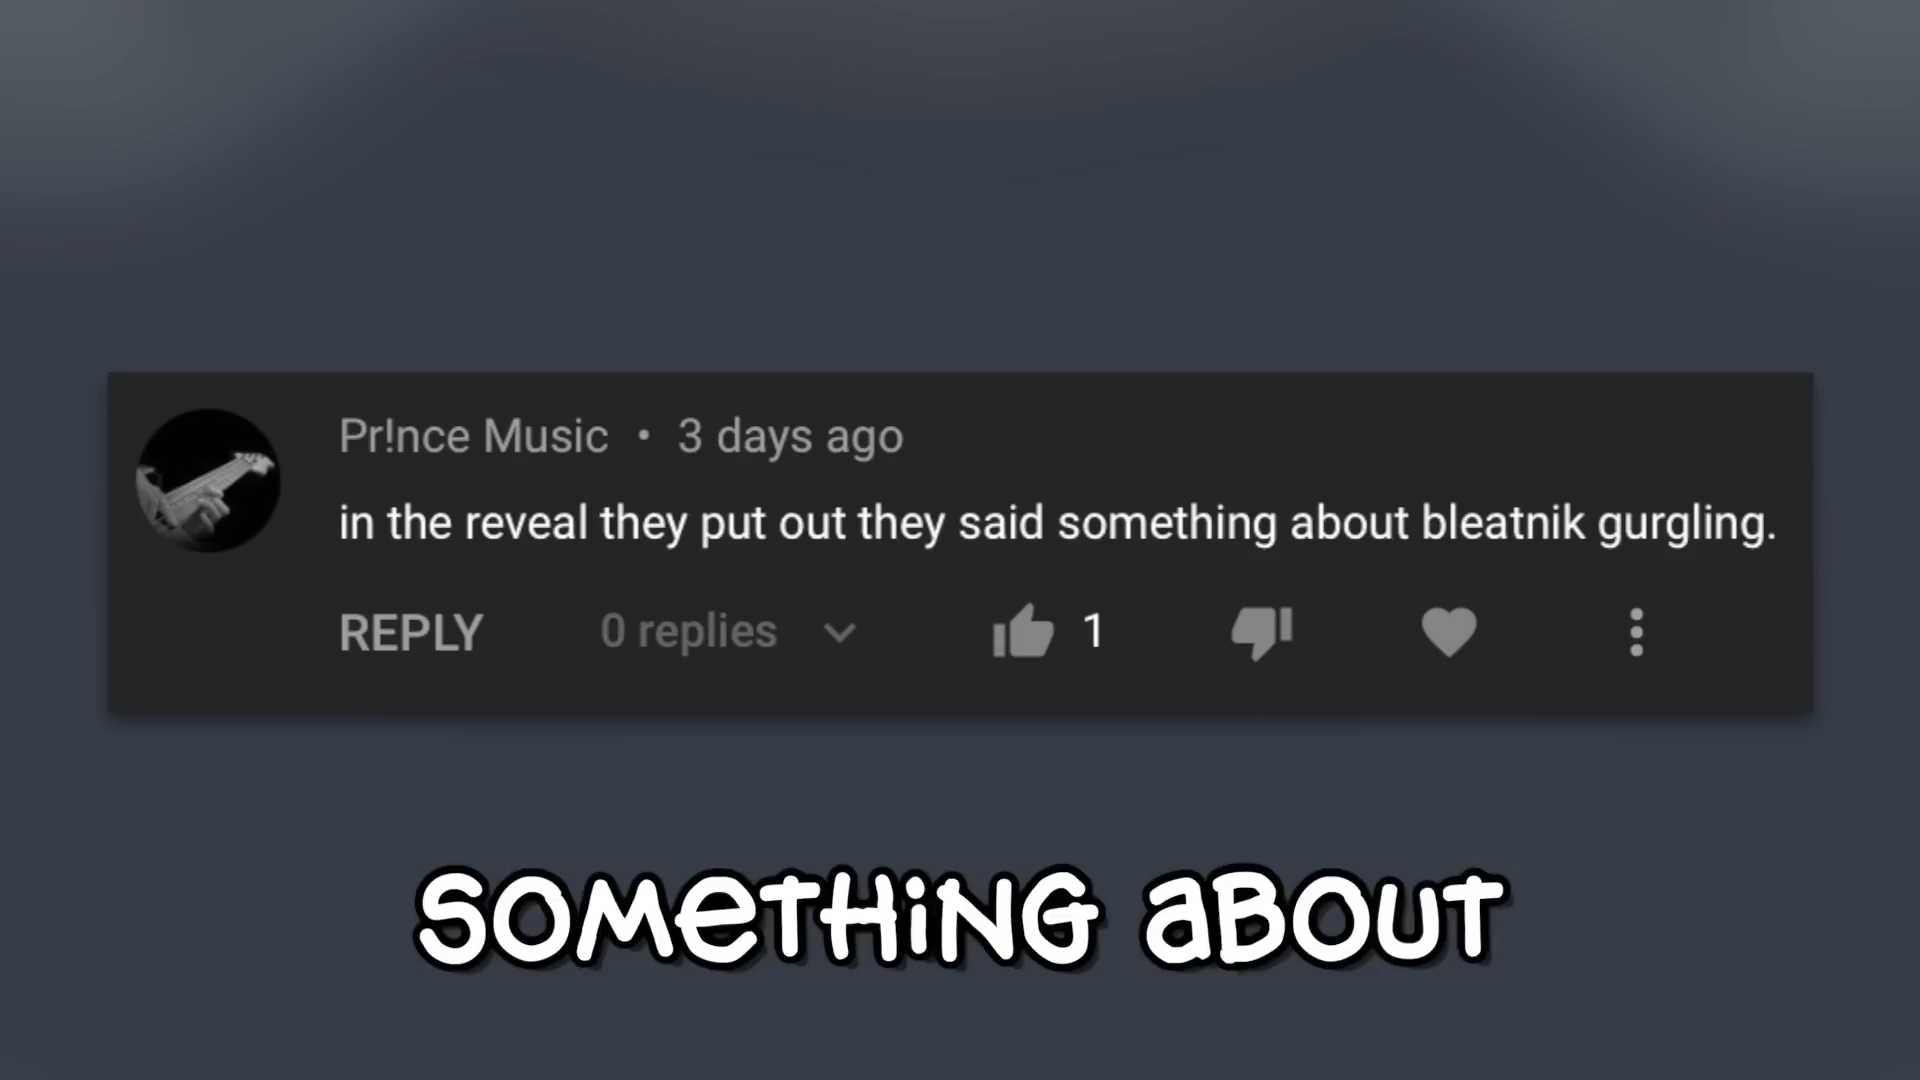 Pr!nce Music • 3 days ago
in the reveal they put out they said something about bleatnik gurgling.
REPLY 0 replies 1
SOMETHING ABOUT